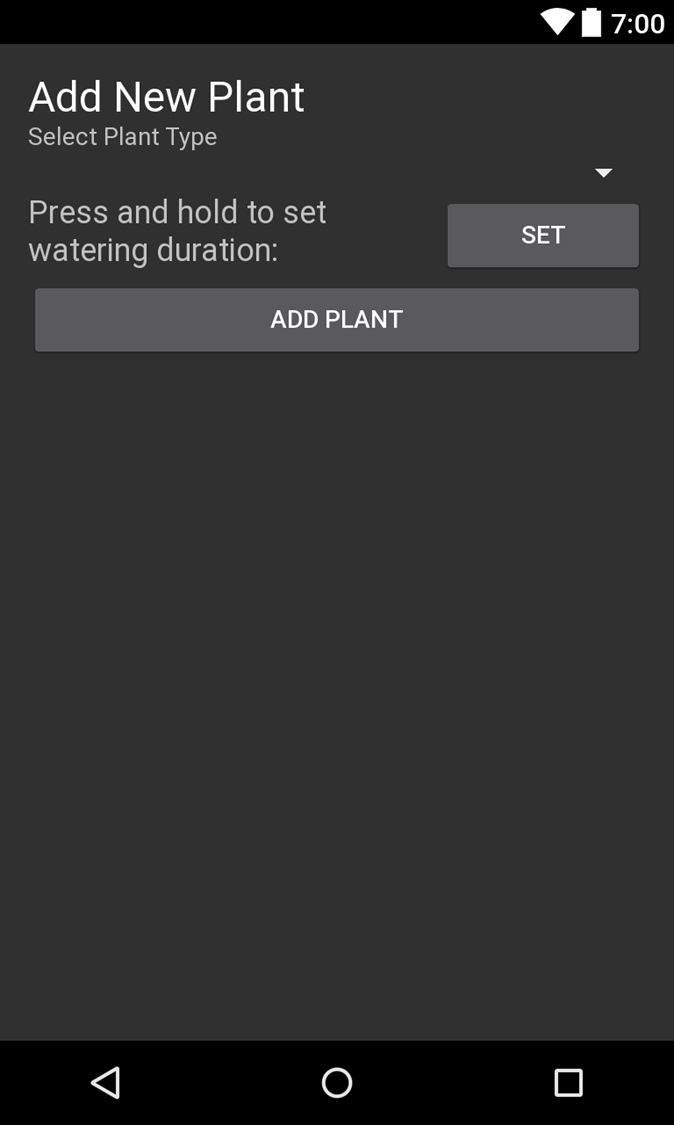 7:00
Add New Plant
Select Plant Type
Press and hold to set
watering duration:
SET
ADD PLANT